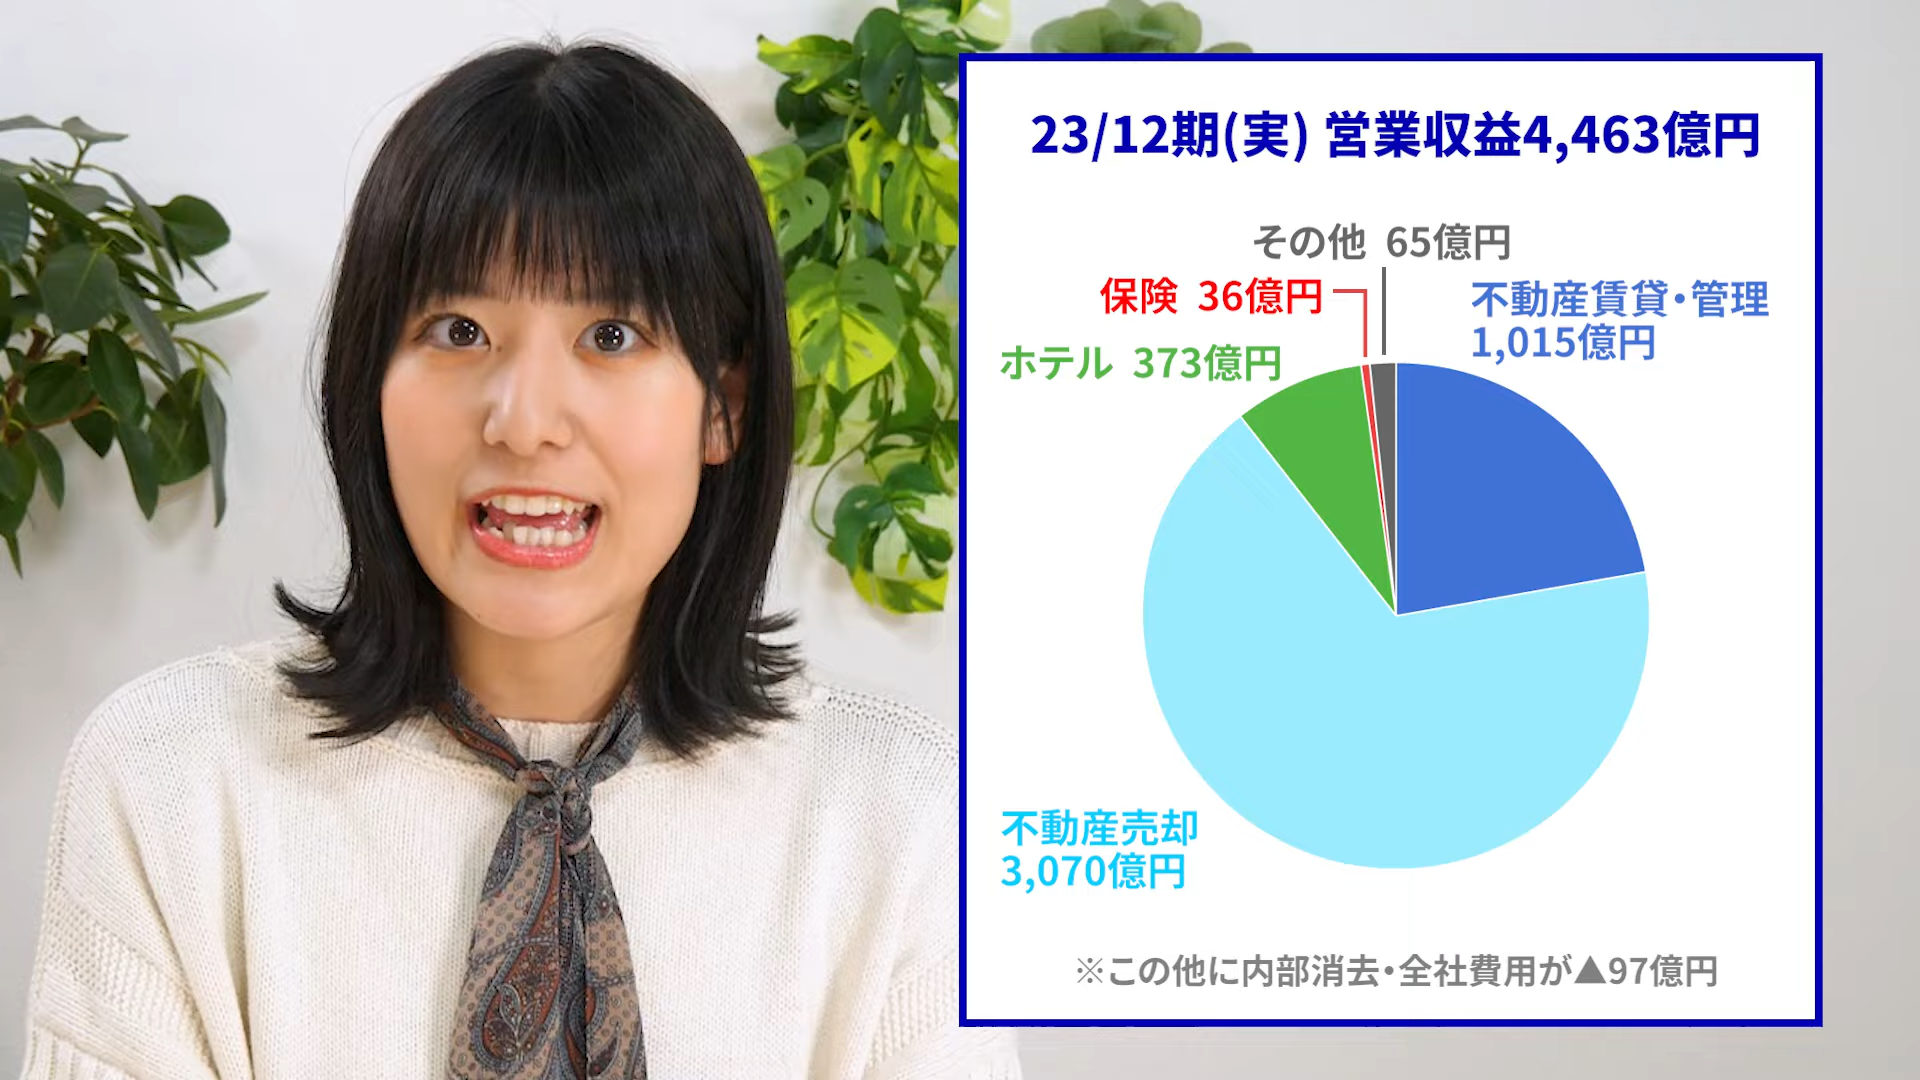 23/12期(実) 営業収益4,463億円
その他 65億円
保険 36億円
不動産賃貸・管理
1,015億円
ホテル 373億円
不動産売却
3,070億円
※この他に内部消去・全社費用が▲97億円